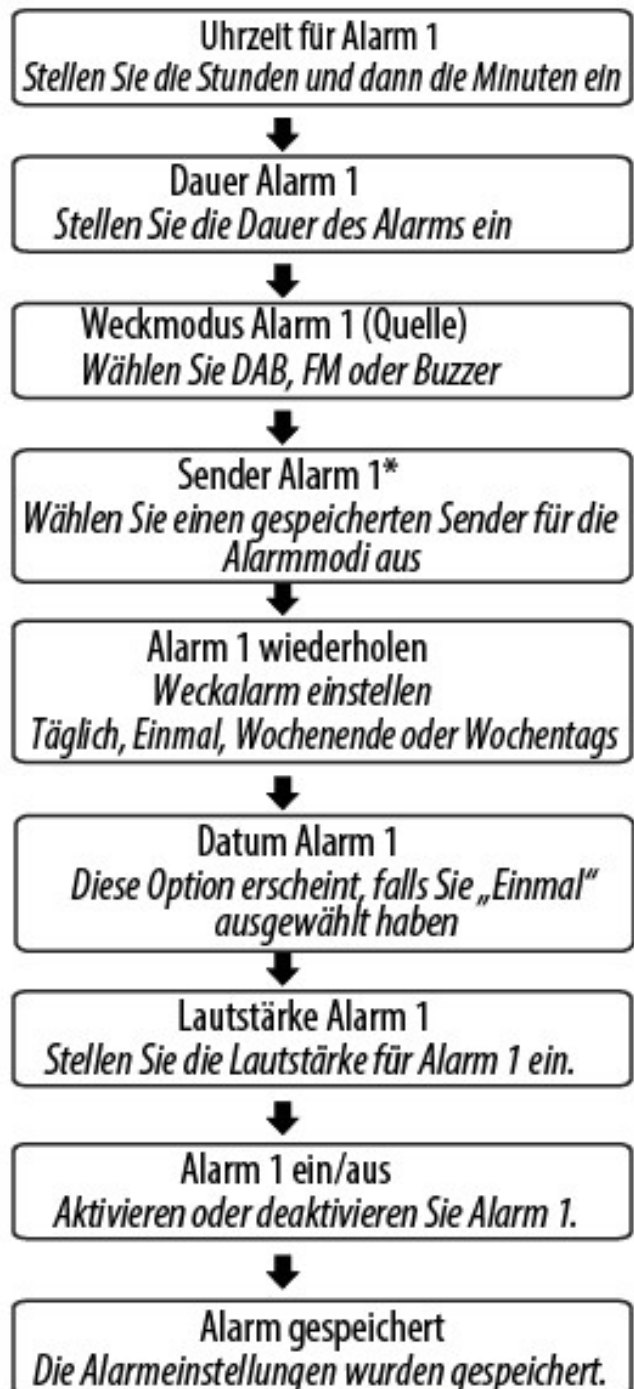 Uhrzeit für Alarm 1
Stellen Sie die Stunden und dann die Minuten ein
Dauer Alarm 1
Stellen Sie die Dauer des Alarms ein
Weckmodus Alarm 1 (Quelle)
Wählen Sie DAB, FM oder Buzzer
Sender Alarm 1*
Wählen Sie einen gespeicherten Sender für die
Alarmmodi aus
Alarm 1 wiederholen
Weckalarm einstellen
Täglich, Einmal, Wochenende oder Wochentags
Datum Alarm 1
Diese Option erscheint, falls Sie „Einmal“
ausgewählt haben
Lautstärke Alarm 1
Stellen Sie die Lautstärke für Alarm 1 ein.
Alarm 1 ein/aus
Aktivieren oder deaktivieren Sie Alarm 1.
Alarm gespeichert
Die Alarmeinstellungen wurden gespeichert.